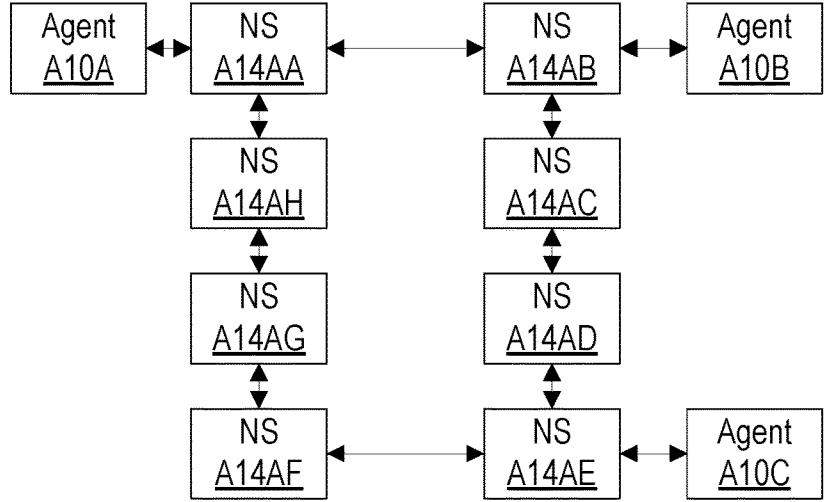 Agent
A10A
NS
A14AA
NS
A14AB
Agent
A10B
NS
A14AH
NS
A14AC
NS
A14AG
NS
A14AD
NS
A14AF
NS
A14AE
Agent
A10C